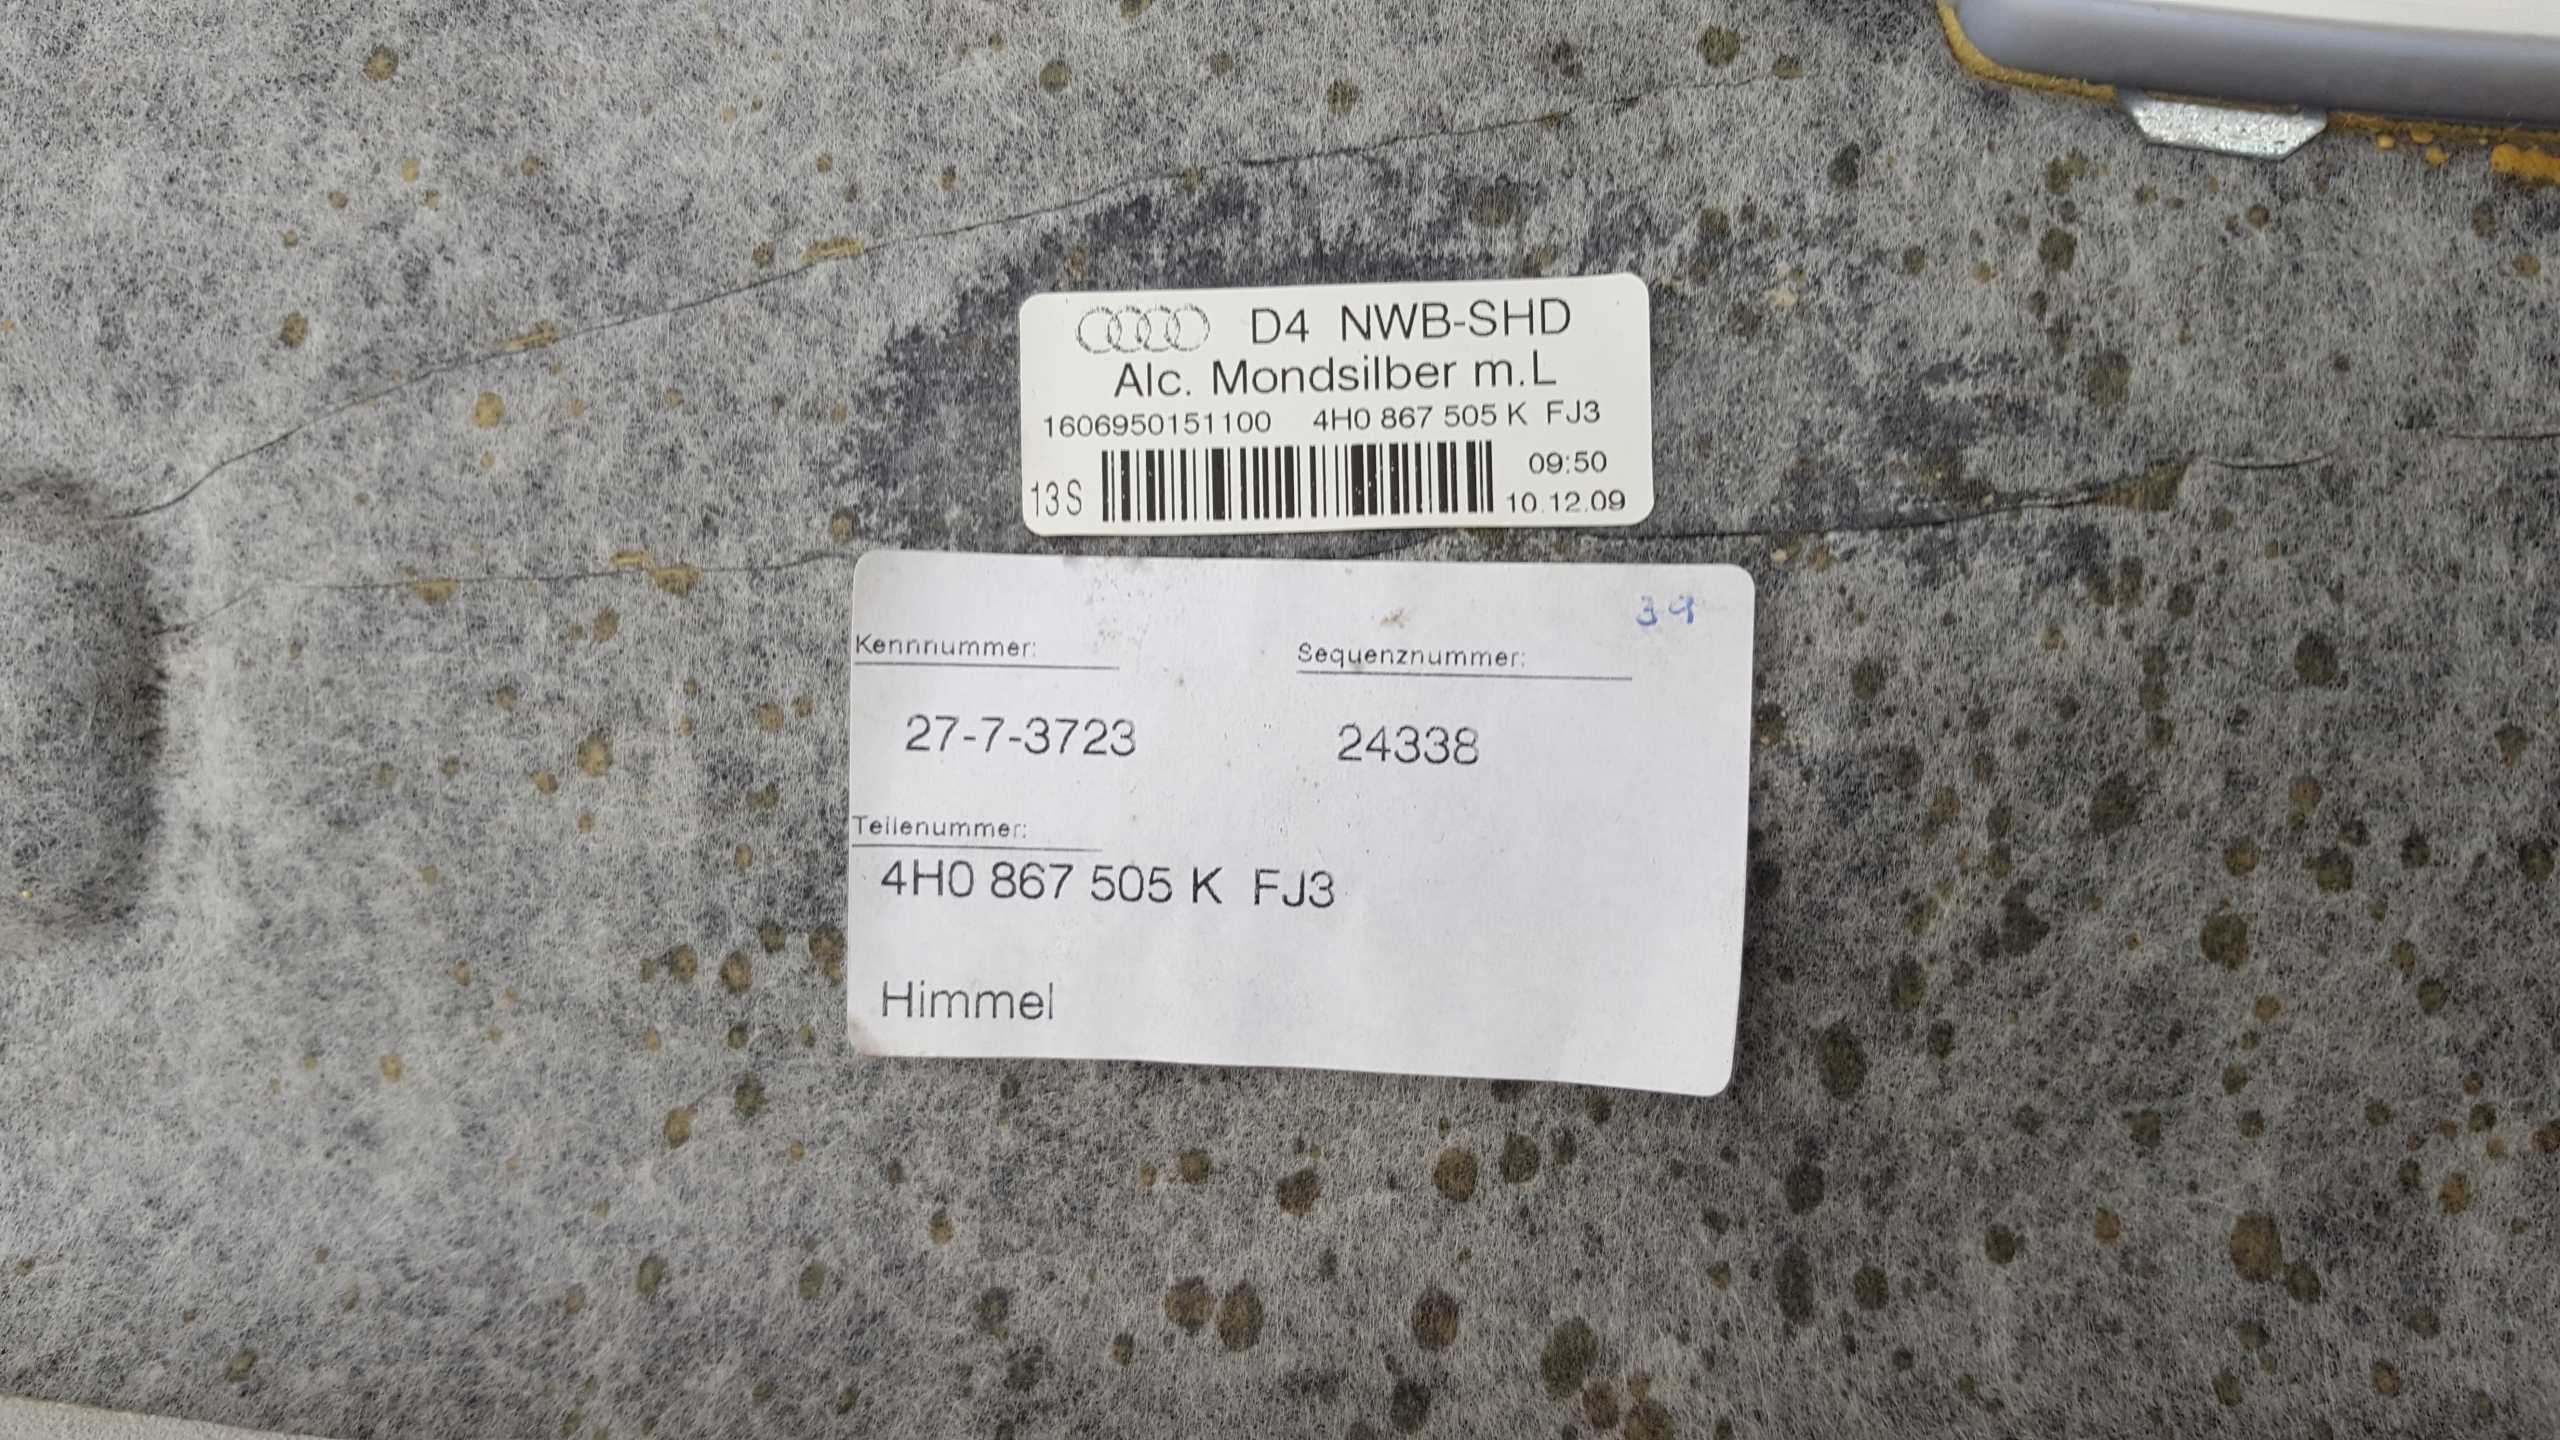 D4 NWB-SHD
Alc. Mondsilber m.L
1606950151100 4H0 867 505 K FJ3
13S 09:50
10.12.09
39
Kennnummer: Sequenznummer:
27-7-3723 24338
Teilenummer:
4H0 867 505 K FJ3
Himmel